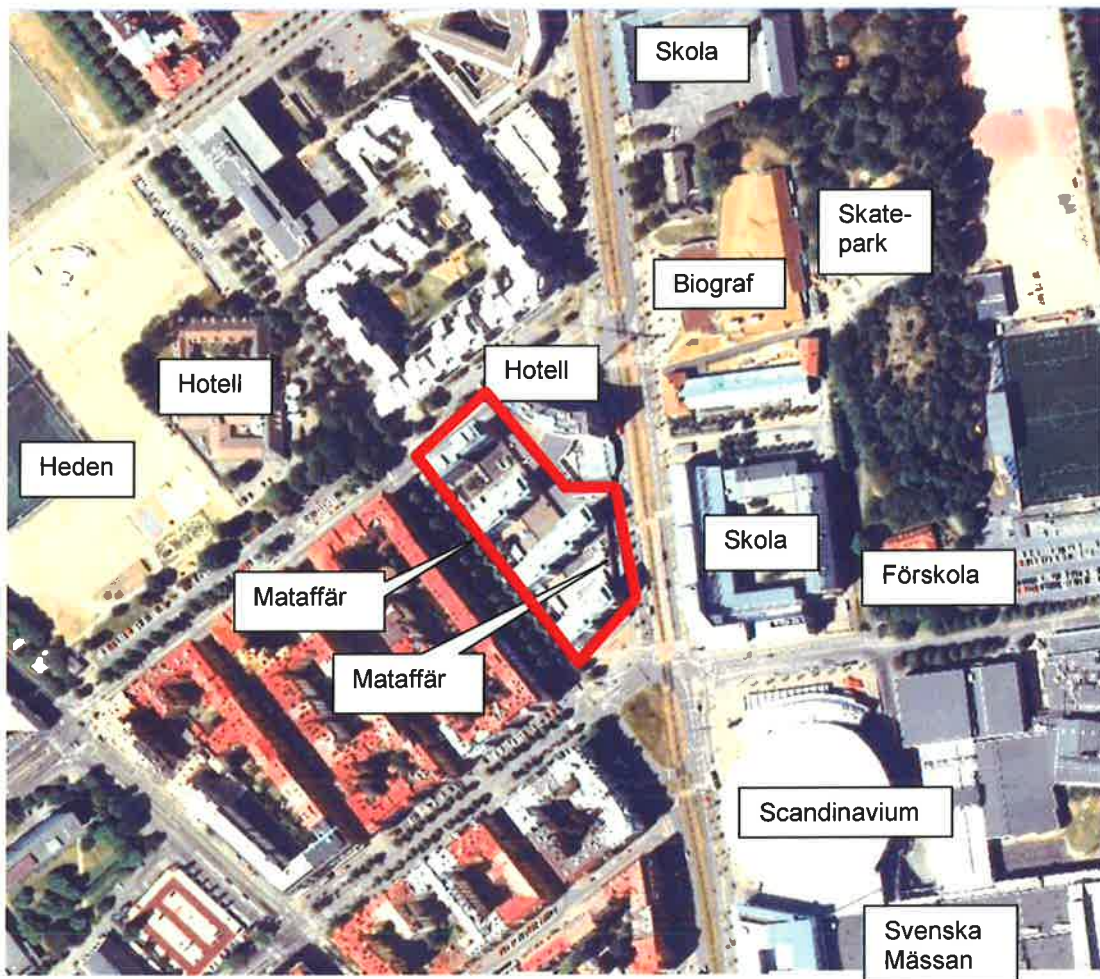 Skola
Skate-
park
Biograf
Hotell
Hotell
Heden
Skola
Förskola
Mataffär
Mataffär
Scandinavium
Svenska
Mässan